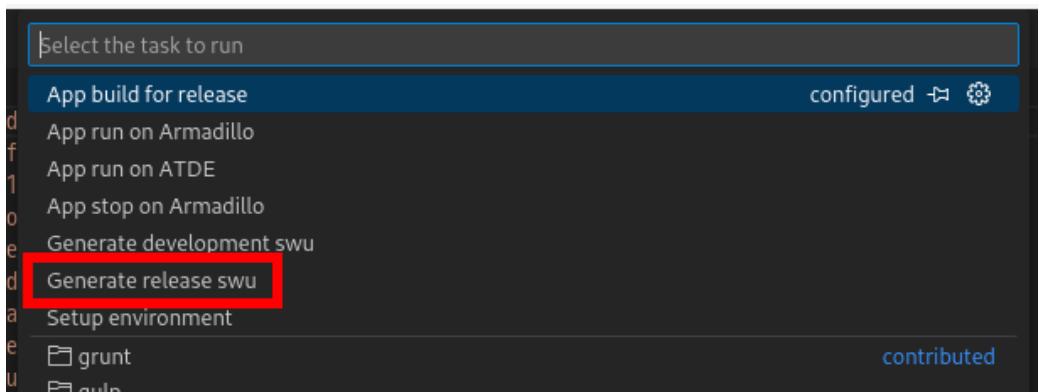 Select the task to run
App build for release configured
App run on Armadillo
App run on ATDE
App stop on Armadillo
Generate development swu
Generate release swu
Setup environment
grunt contributed
gulp